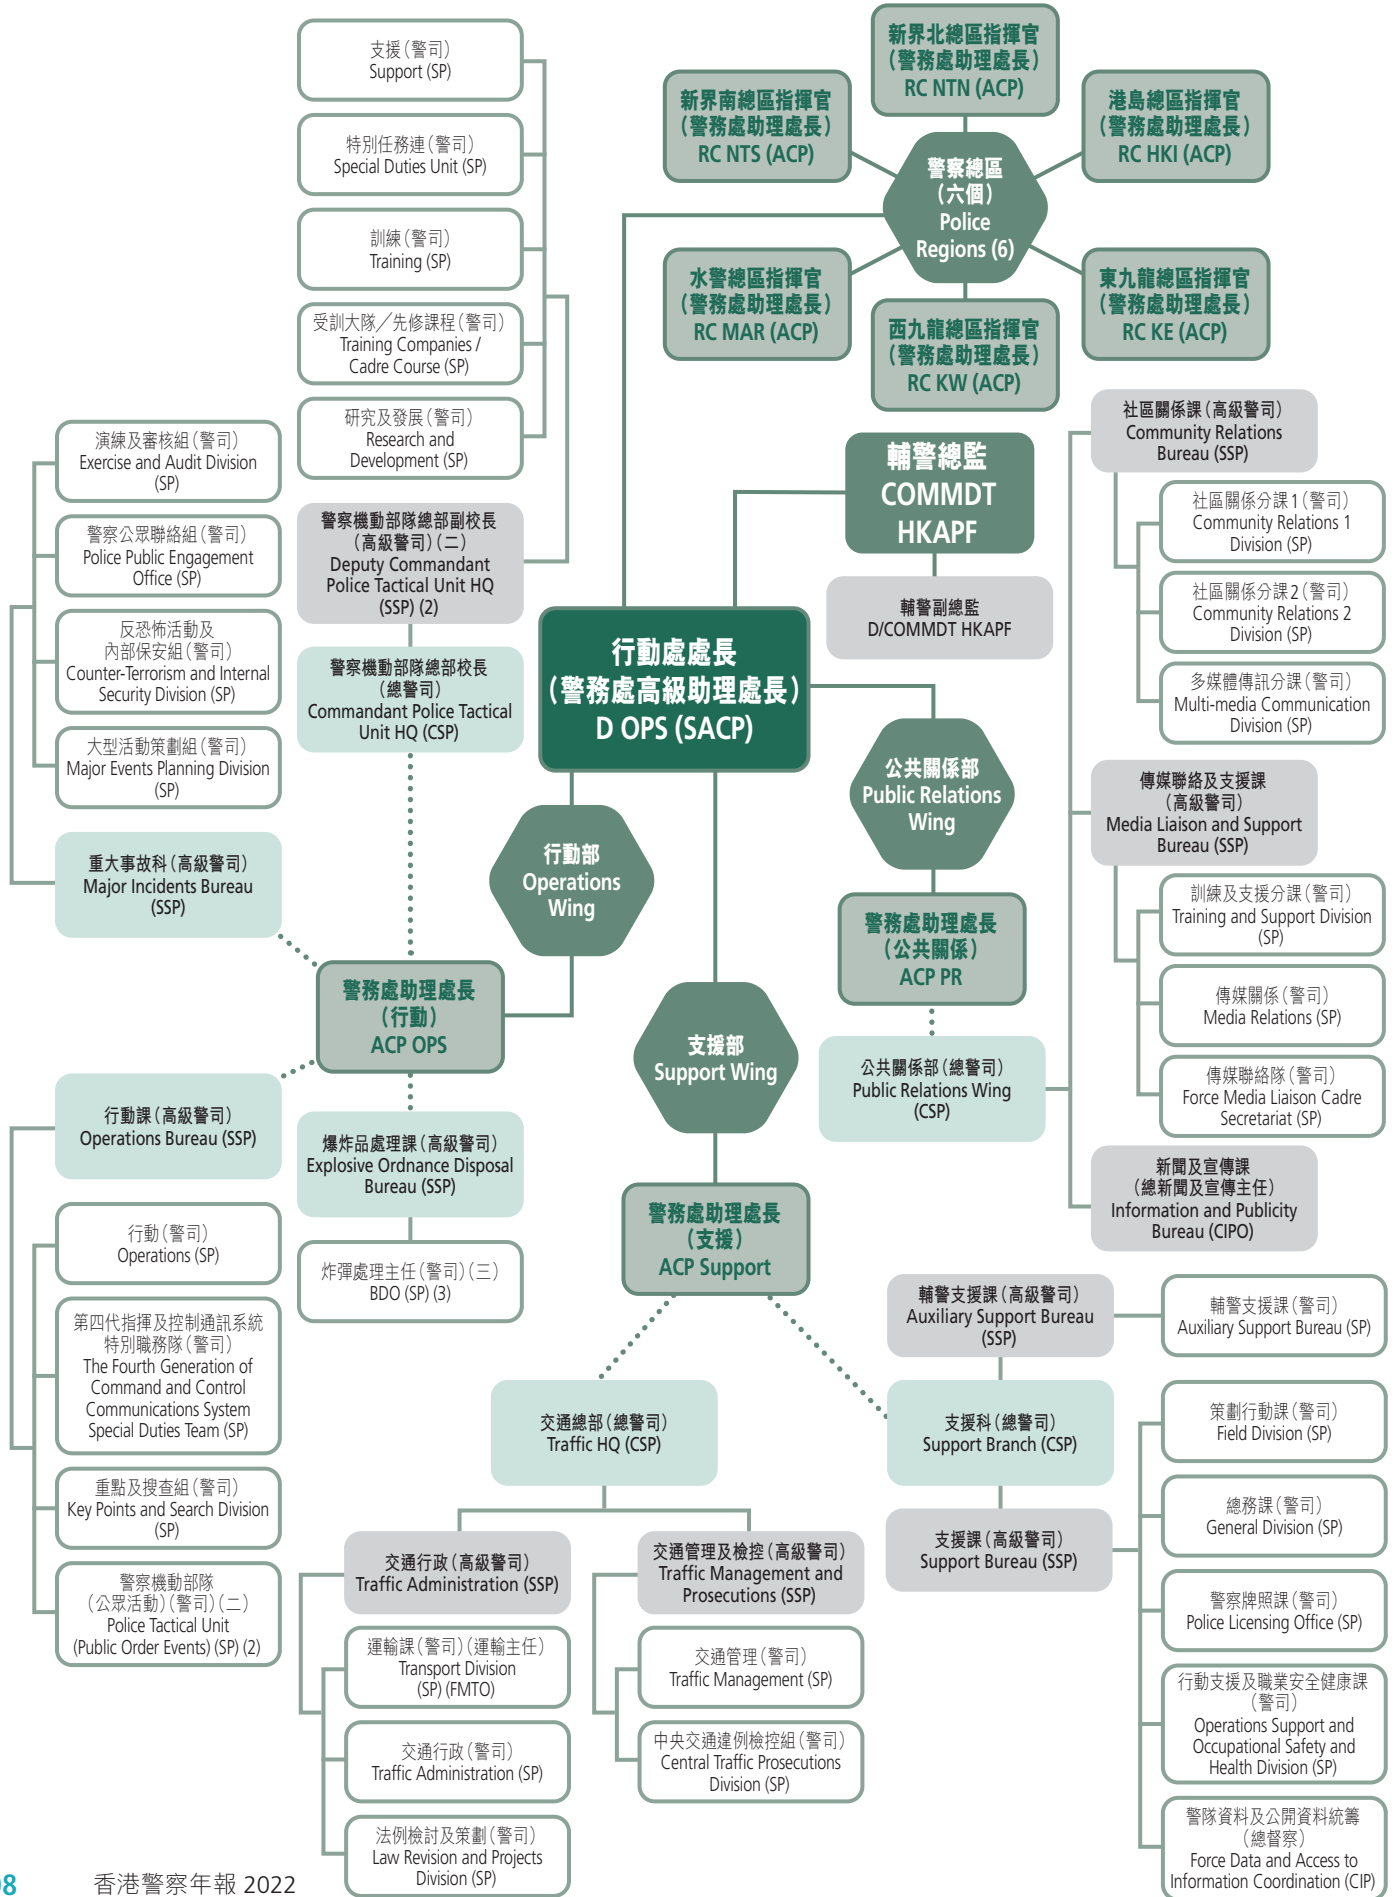 支援(警司)
Support (SP)
特別任務連(警司)
Special Duties Unit (SP)
訓練(警司)
Training (SP)
受訓大隊／先修課程(警司)
Training Companies /
Cadre Course (SP)
研究及發展(警司)
Research and
Development (SP)
警察機動部隊總部副校長
(高級警司)(二)
Deputy Commandant
Police Tactical Unit HQ
(SSP) (2)
警察機動部隊總部校長
(總警司)
Commandant Police Tactical
Unit HQ (CSP)
新界北總區指揮官
(警務處助理處長)
RC NTN (ACP)
新界南總區指揮官
(警務處助理處長)
RC NTS (ACP)
港島總區指揮官
(警務處助理處長)
RC HKI (ACP)
警察總區
(六個)
Police
Regions (6)
水警總區指揮官
(警務處助理處長)
RC MAR (ACP)
東九龍總區指揮官
(警務處助理處長)
RC KE (ACP)
西九龍總區指揮官
(警務處助理處長)
RC KW (ACP)
輔警總監
COMMDT
HKAPF
輔警副總監
D/COMMDT HKAPF
行動處處長
(警務處高級助理處長)
D OPS (SACP)
演練及審核組(警司)
Exercise and Audit Division
(SP)
警察公眾聯絡組(警司)
Police Public Engagement
Office (SP)
反恐怖活動及
內部保安組(警司)
Counter-Terrorism and Internal
Security Division (SP)
大型活動策劃組(警司)
Major Events Planning Division
(SP)
重大事故科(高級警司)
Major Incidents Bureau
(SSP)
行動部
Operations
Wing
警務處助理處長
(行動)
ACP OPS
行動課(高級警司)
Operations Bureau (SSP)
爆炸品處理課(高級警司)
Explosive Ordnance Disposal
Bureau (SSP)
炸彈處理主任(警司)(三)
BDO (SP) (3)
行動(警司)
Operations (SP)
第四代指揮及控制通訊系統
特別職務隊(警司)
The Fourth Generation of
Command and Control
Communications System
Special Duties Team (SP)
重點及搜查組(警司)
Key Points and Search Division
(SP)
警察機動部隊
(公眾活動)(警司)(二)
Police Tactical Unit
(Public Order Events) (SP) (2)
公共關係部
Public Relations
Wing
警務處助理處長
(公共關係)
ACP PR
公共關係部(總警司)
Public Relations Wing
(CSP)
社區關係課(高級警司)
Community Relations
Bureau (SSP)
社區關係分課1(警司)
Community Relations 1
Division (SP)
社區關係分課2(警司)
Community Relations 2
Division (SP)
多媒體傳訊分課(警司)
Multi-media Communication
Division (SP)
傳媒聯絡及支援課
(高級警司)
Media Liaison and Support
Bureau (SSP)
訓練及支援分課(警司)
Training and Support Division
(SP)
傳媒關係(警司)
Media Relations (SP)
傳媒聯絡隊(警司)
Force Media Liaison Cadre
Secretariat (SP)
新聞及宣傳課
(總新聞及宣傳主任)
Information and Publicity
Bureau (CIPO)
支援部
Support Wing
警務處助理處長
(支援)
ACP Support
交通總部(總警司)
Traffic HQ (CSP)
交通行政(高級警司)
Traffic Administration (SSP)
運輸課(警司)(運輸主任)
Transport Division
(SP) (FMTO)
交通行政(警司)
Traffic Administration (SP)
法例檢討及策劃(警司)
Law Revision and Projects
Division (SP)
交通管理及檢控(高級警司)
Traffic Management and
Prosecutions (SSP)
交通管理(警司)
Traffic Management (SP)
中央交通違例檢控組(警司)
Central Traffic Prosecutions
Division (SP)
輔警支援課(高級警司)
Auxiliary Support Bureau
(SSP)
輔警支援課(警司)
Auxiliary Support Bureau (SP)
支援科(總警司)
Support Branch (CSP)
支援課(高級警司)
Support Bureau (SSP)
策劃行動課(警司)
Field Division (SP)
總務課(警司)
General Division (SP)
警察牌照課(警司)
Police Licensing Office (SP)
行動支援及職業安全健康課
(警司)
Operations Support and
Occupational Safety and
Health Division (SP)
警隊資料及公開資料統籌
(總督察)
Force Data and Access to
Information Coordination (CIP)
香港警察年報 2022